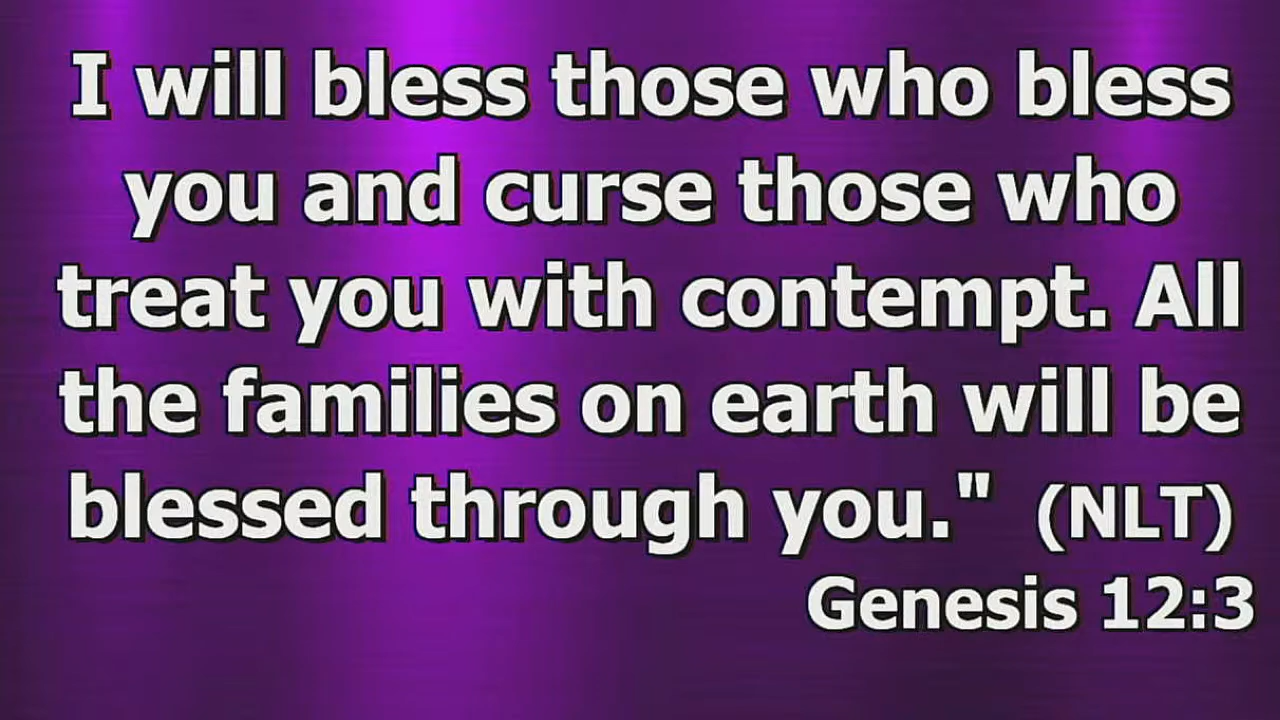 I will bless those who bless
you and curse those who
treat you with contempt. All
the families on earth will be
blessed through you." (NLT)
Genesis 12:3